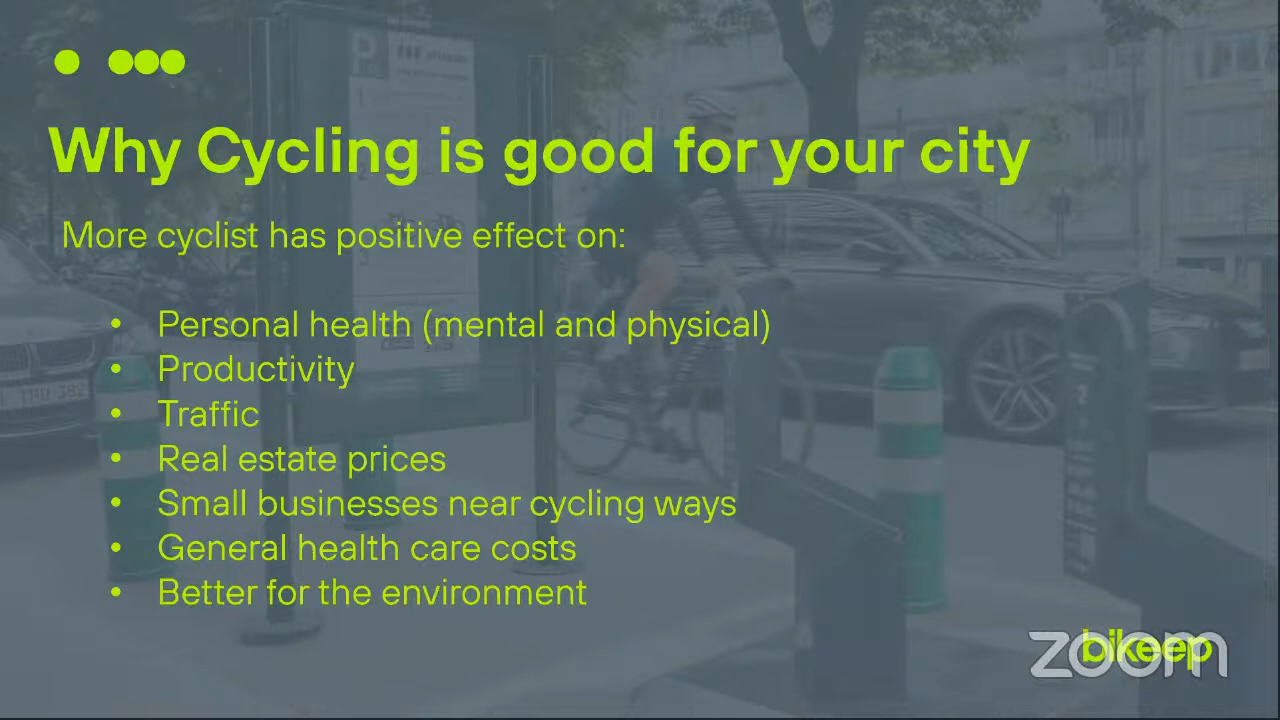 Why Cycling is good for your city
More cyclist has positive effect on:
• Personal health (mental and physical)
• Productivity
• Traffic
• Real estate prices
• Small businesses near cycling ways
• General health care costs
• Better for the environment
bikeep
zoom